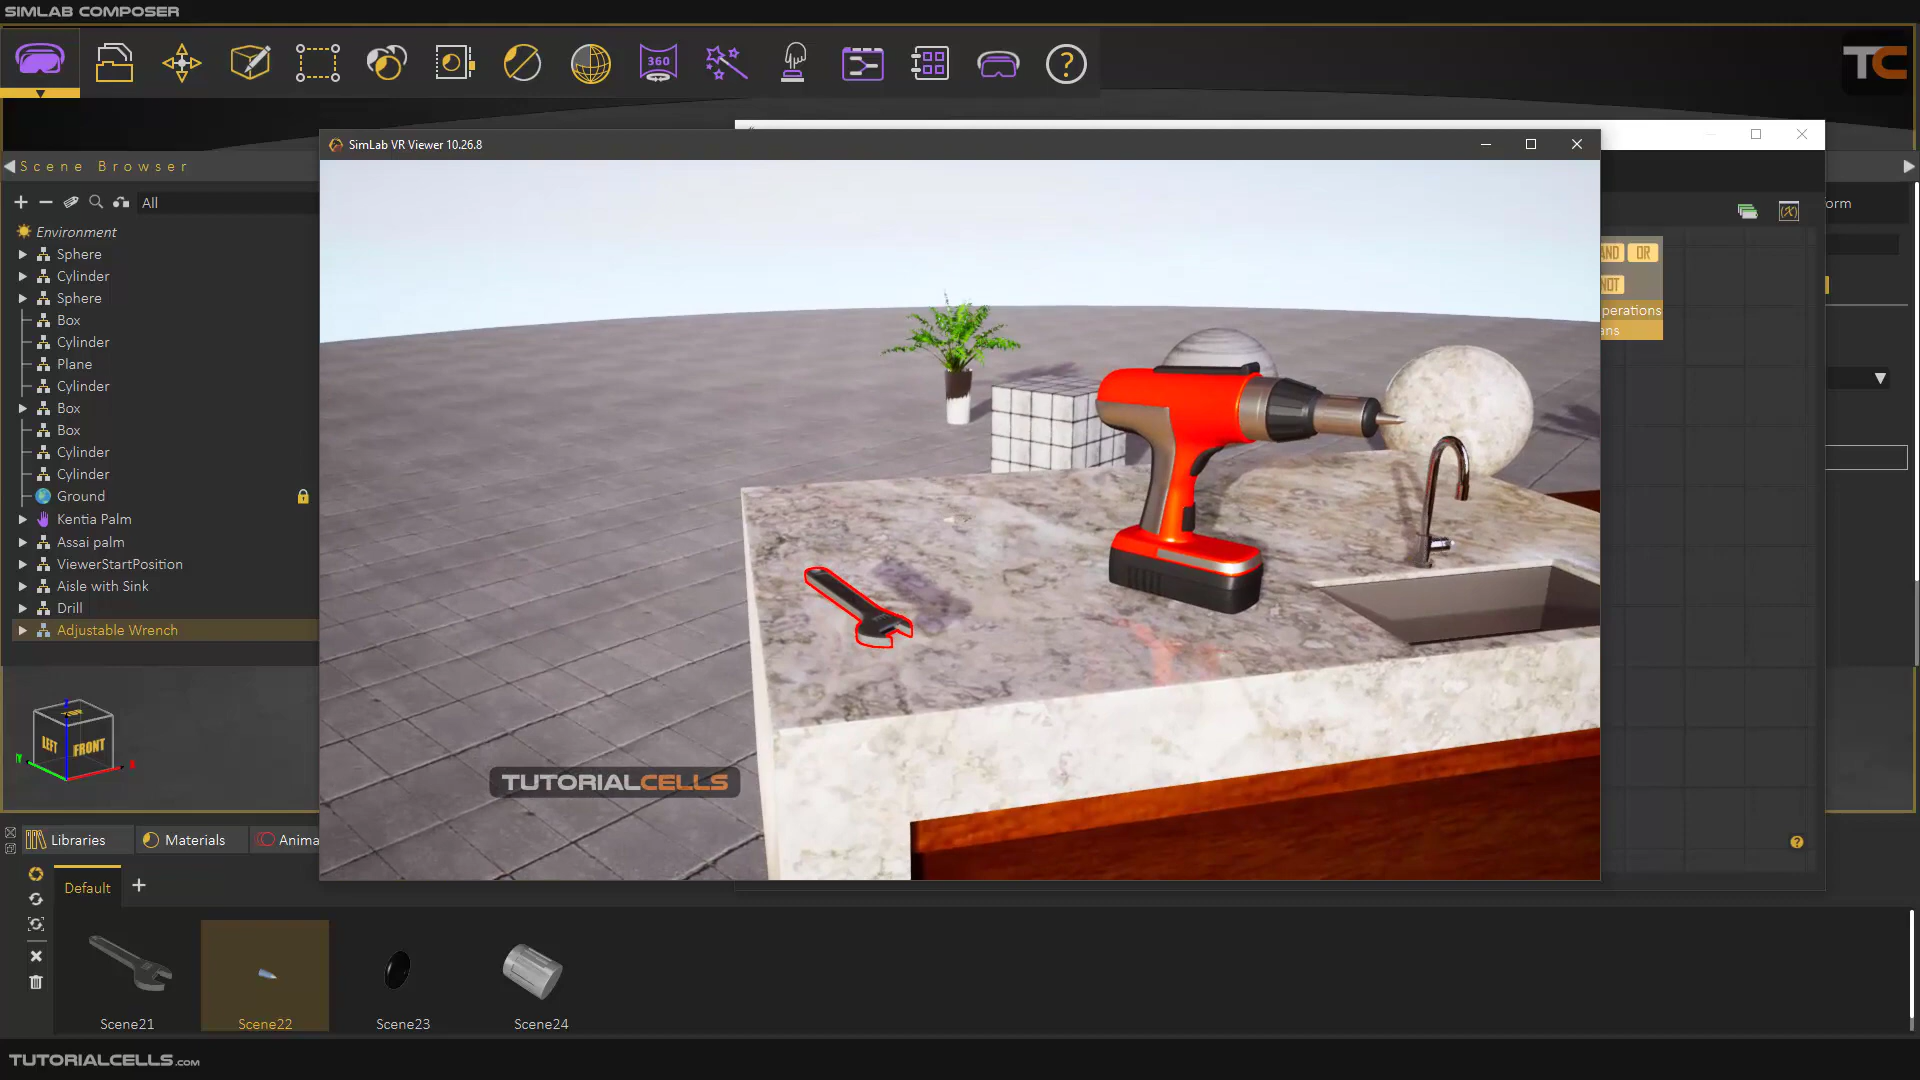 SIMLAB COMPOSER
360
TC
SimLab VR Viewer 10.26.8
Scene Browser
All
orm
Environment
Sphere
Cylinder
Sphere
Box
Cylinder
Plane
Cylinder
Box
Box
Cylinder
Cylinder
Ground
Kentia Palm
Assai palm
ViewerStartPosition
Aisle with Sink
Drill
Adjustable Wrench
(X)
AND OR
NOT
perations
ans
LEFT
FRONT
TUTORIALCELLS
Libraries
Materials
Anima
Default
Scene21
Scene22
Scene23
Scene24
TUTORIALCELLS.COM